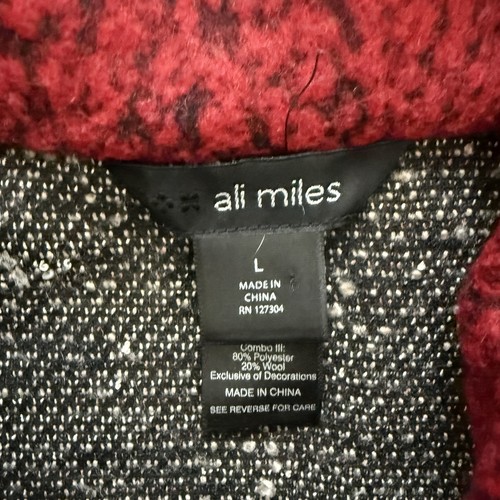 ali miles
L
MADE IN
CHINA
RN 127304
Combo III:
80% Polyester
20% Wool
Exclusive of Decorations
MADE IN CHINA
SEE REVERSE FOR CARE